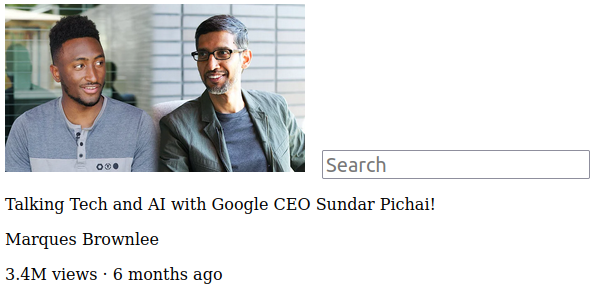 Search
Talking Tech and AI with Google CEO Sundar Pichai!
Marques Brownlee
3.4M views · 6 months ago